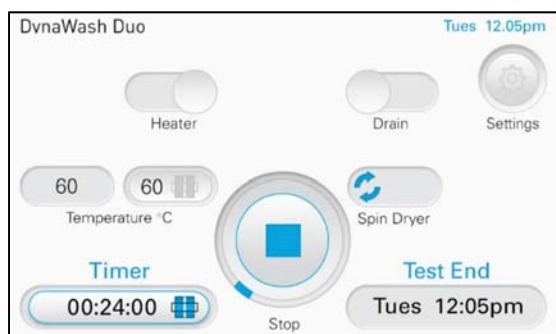 DynaWash Duo
Tues 12.05pm
Heater
Drain
Settings
60
60
Temperature °C
Spin Dryer
Timer
Test End
00:24:00
Tues 12:05pm
Stop